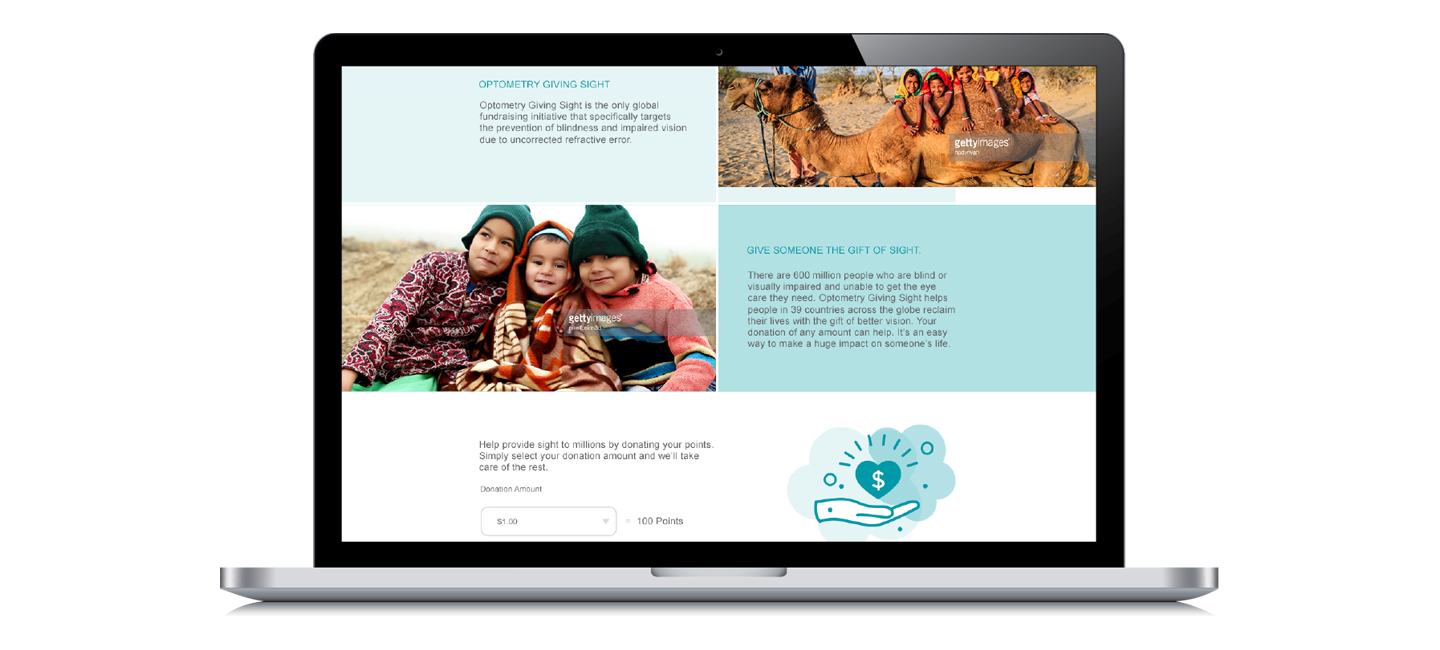 OPTOMETRY GIVING SIGHT
Optometry Giving Sight is the only global
fundraising initiative that specifically targets
the prevention of blindness and impaired vision
due to uncorrected refractive error.
gettyimages®
hadynyah
gettyimages®
GIVE SOMEONE THE GIFT OF SIGHT.
There are 600 million people who are blind or
visually impaired and unable to get the eye
care they need. Optometry Giving Sight helps
people in 39 countries across the globe reclaim
their lives with the gift of better vision. Your
donation of any amount can help. It's an easy
way to make a huge impact on someone's life.
Help provide sight to millions by donating your points.
Simply select your donation amount and we'll take
care of the rest.
Donation Amount
$1.00
= 100 Points
$